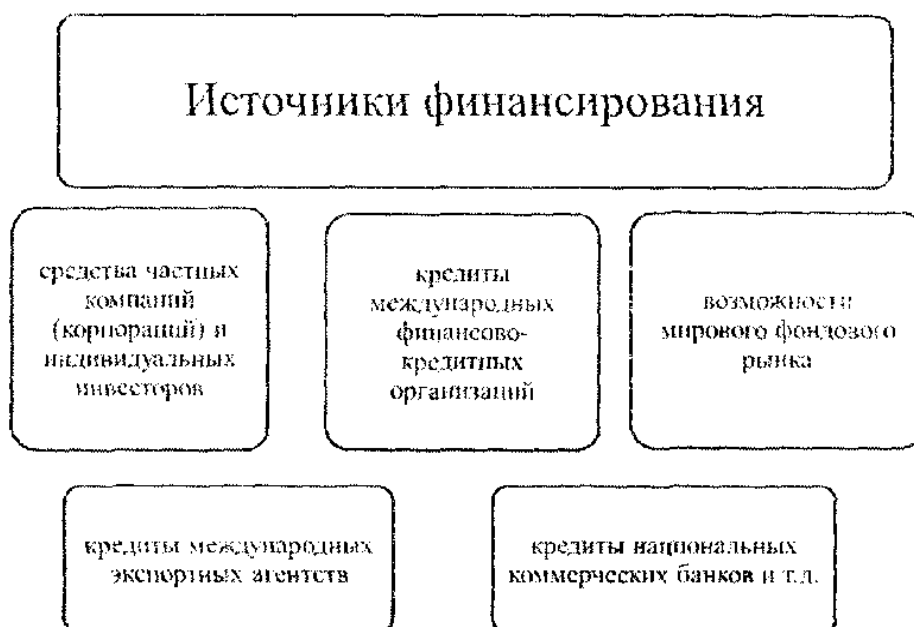 Источники финансирования
средства частных
компаний
(корпораций) и
индивидуальных
инвесторов
кредиты
международных
финансово-
кредитных
организаций
возможности
мирового фондового
рынка
кредиты международных
экспортных агентств
кредиты национальных
коммерческих банков и т.д.